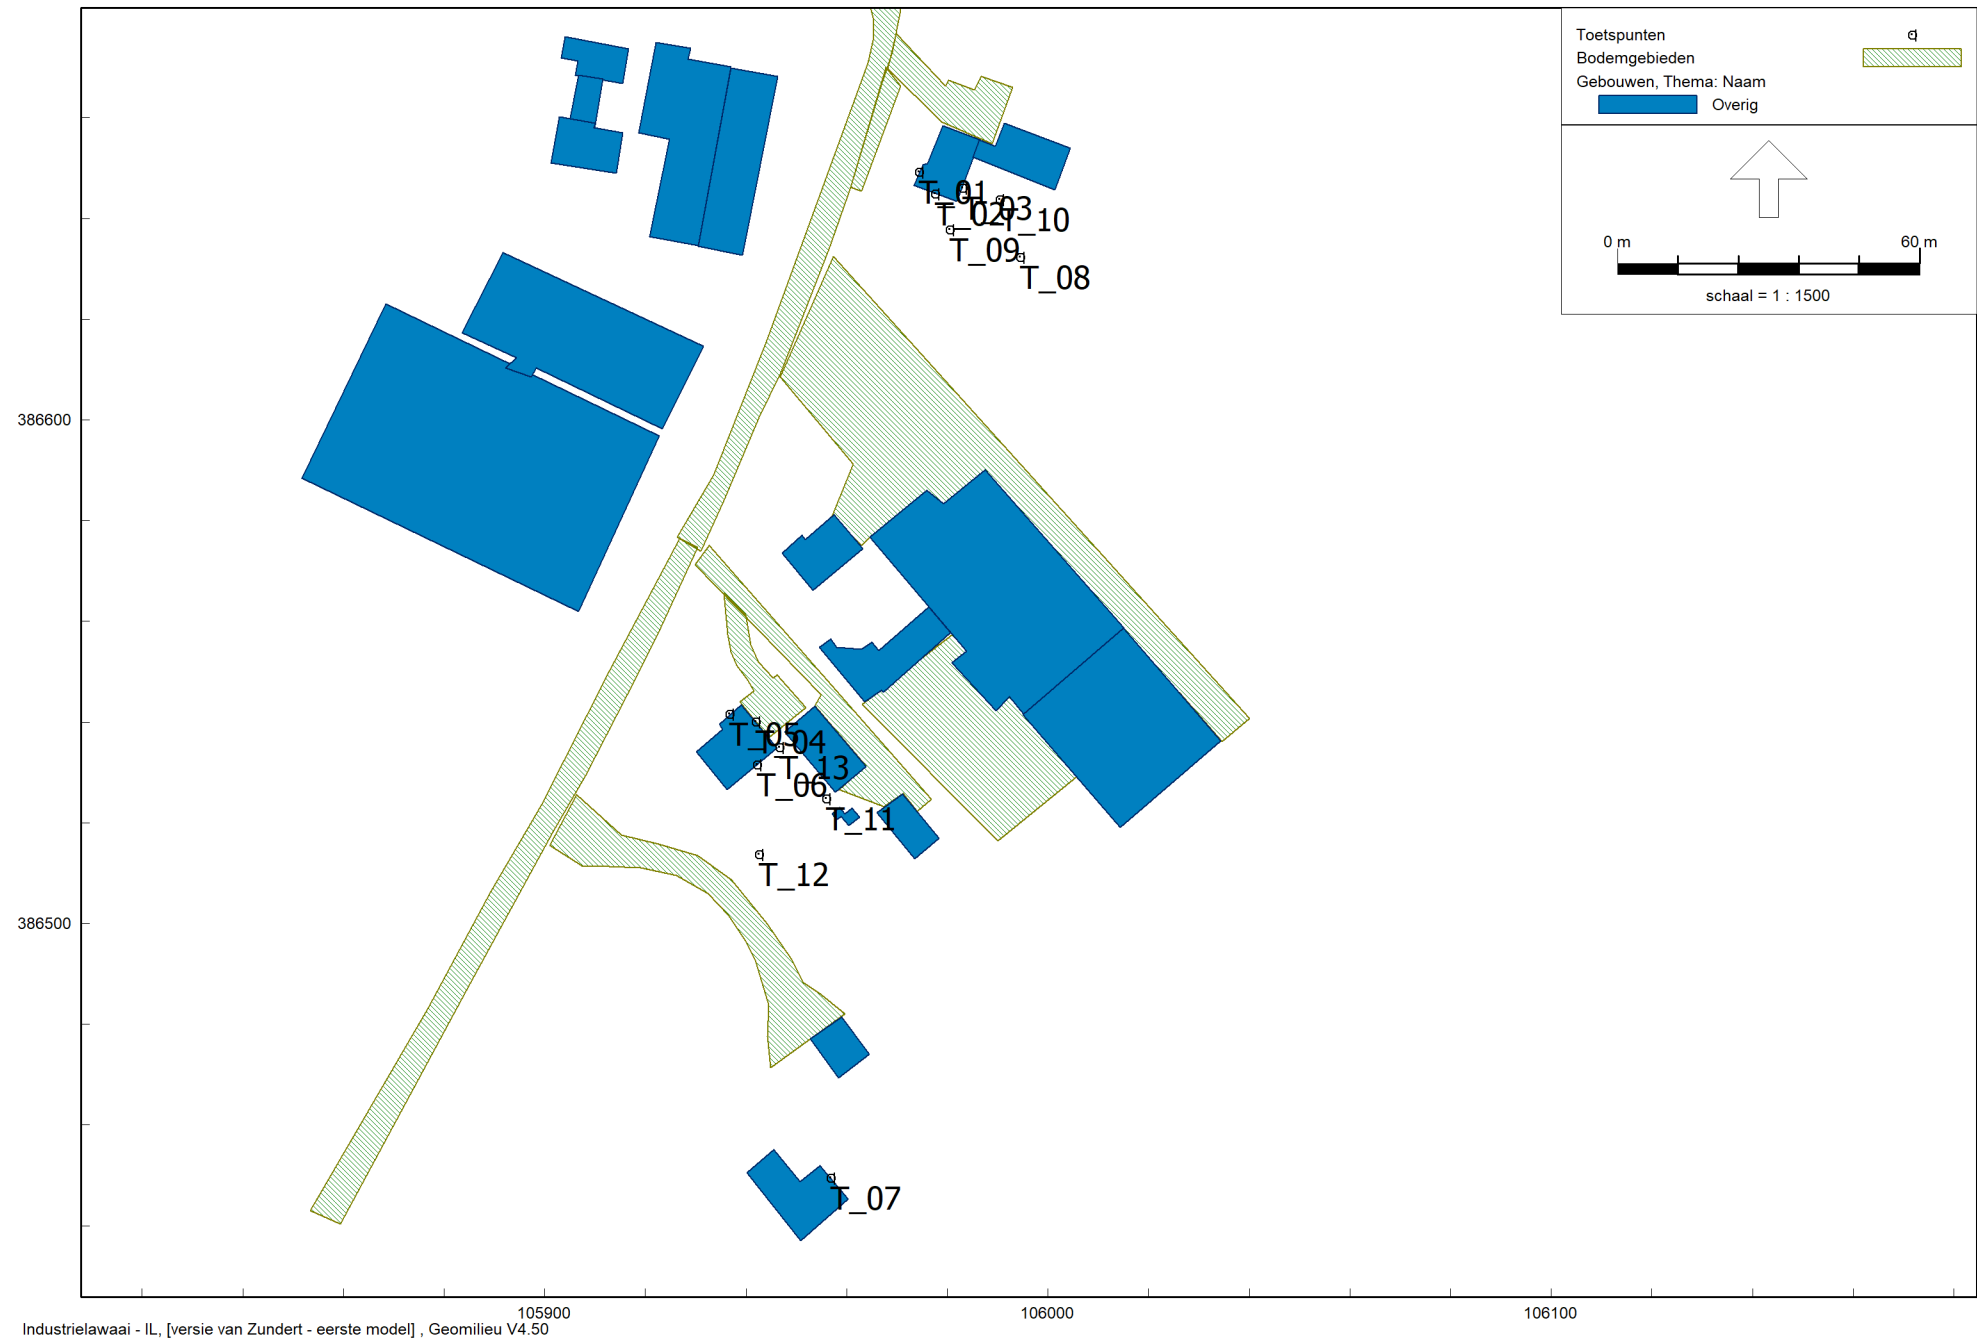 Toetspunten
Bodemgebieden
Gebouwen, Thema: Naam
Overig
0 m 60 m
schaal = 1 : 1500
T_01
T_02
T_03
T_10
T_09
T_08
386600
T_05
T_04
T_13
T_06
T_11
T_12
386500
T_07
105900 106000 106100
Industrielawaai - IL, [versie van Zundert - eerste model] , Geomilieu V4.50